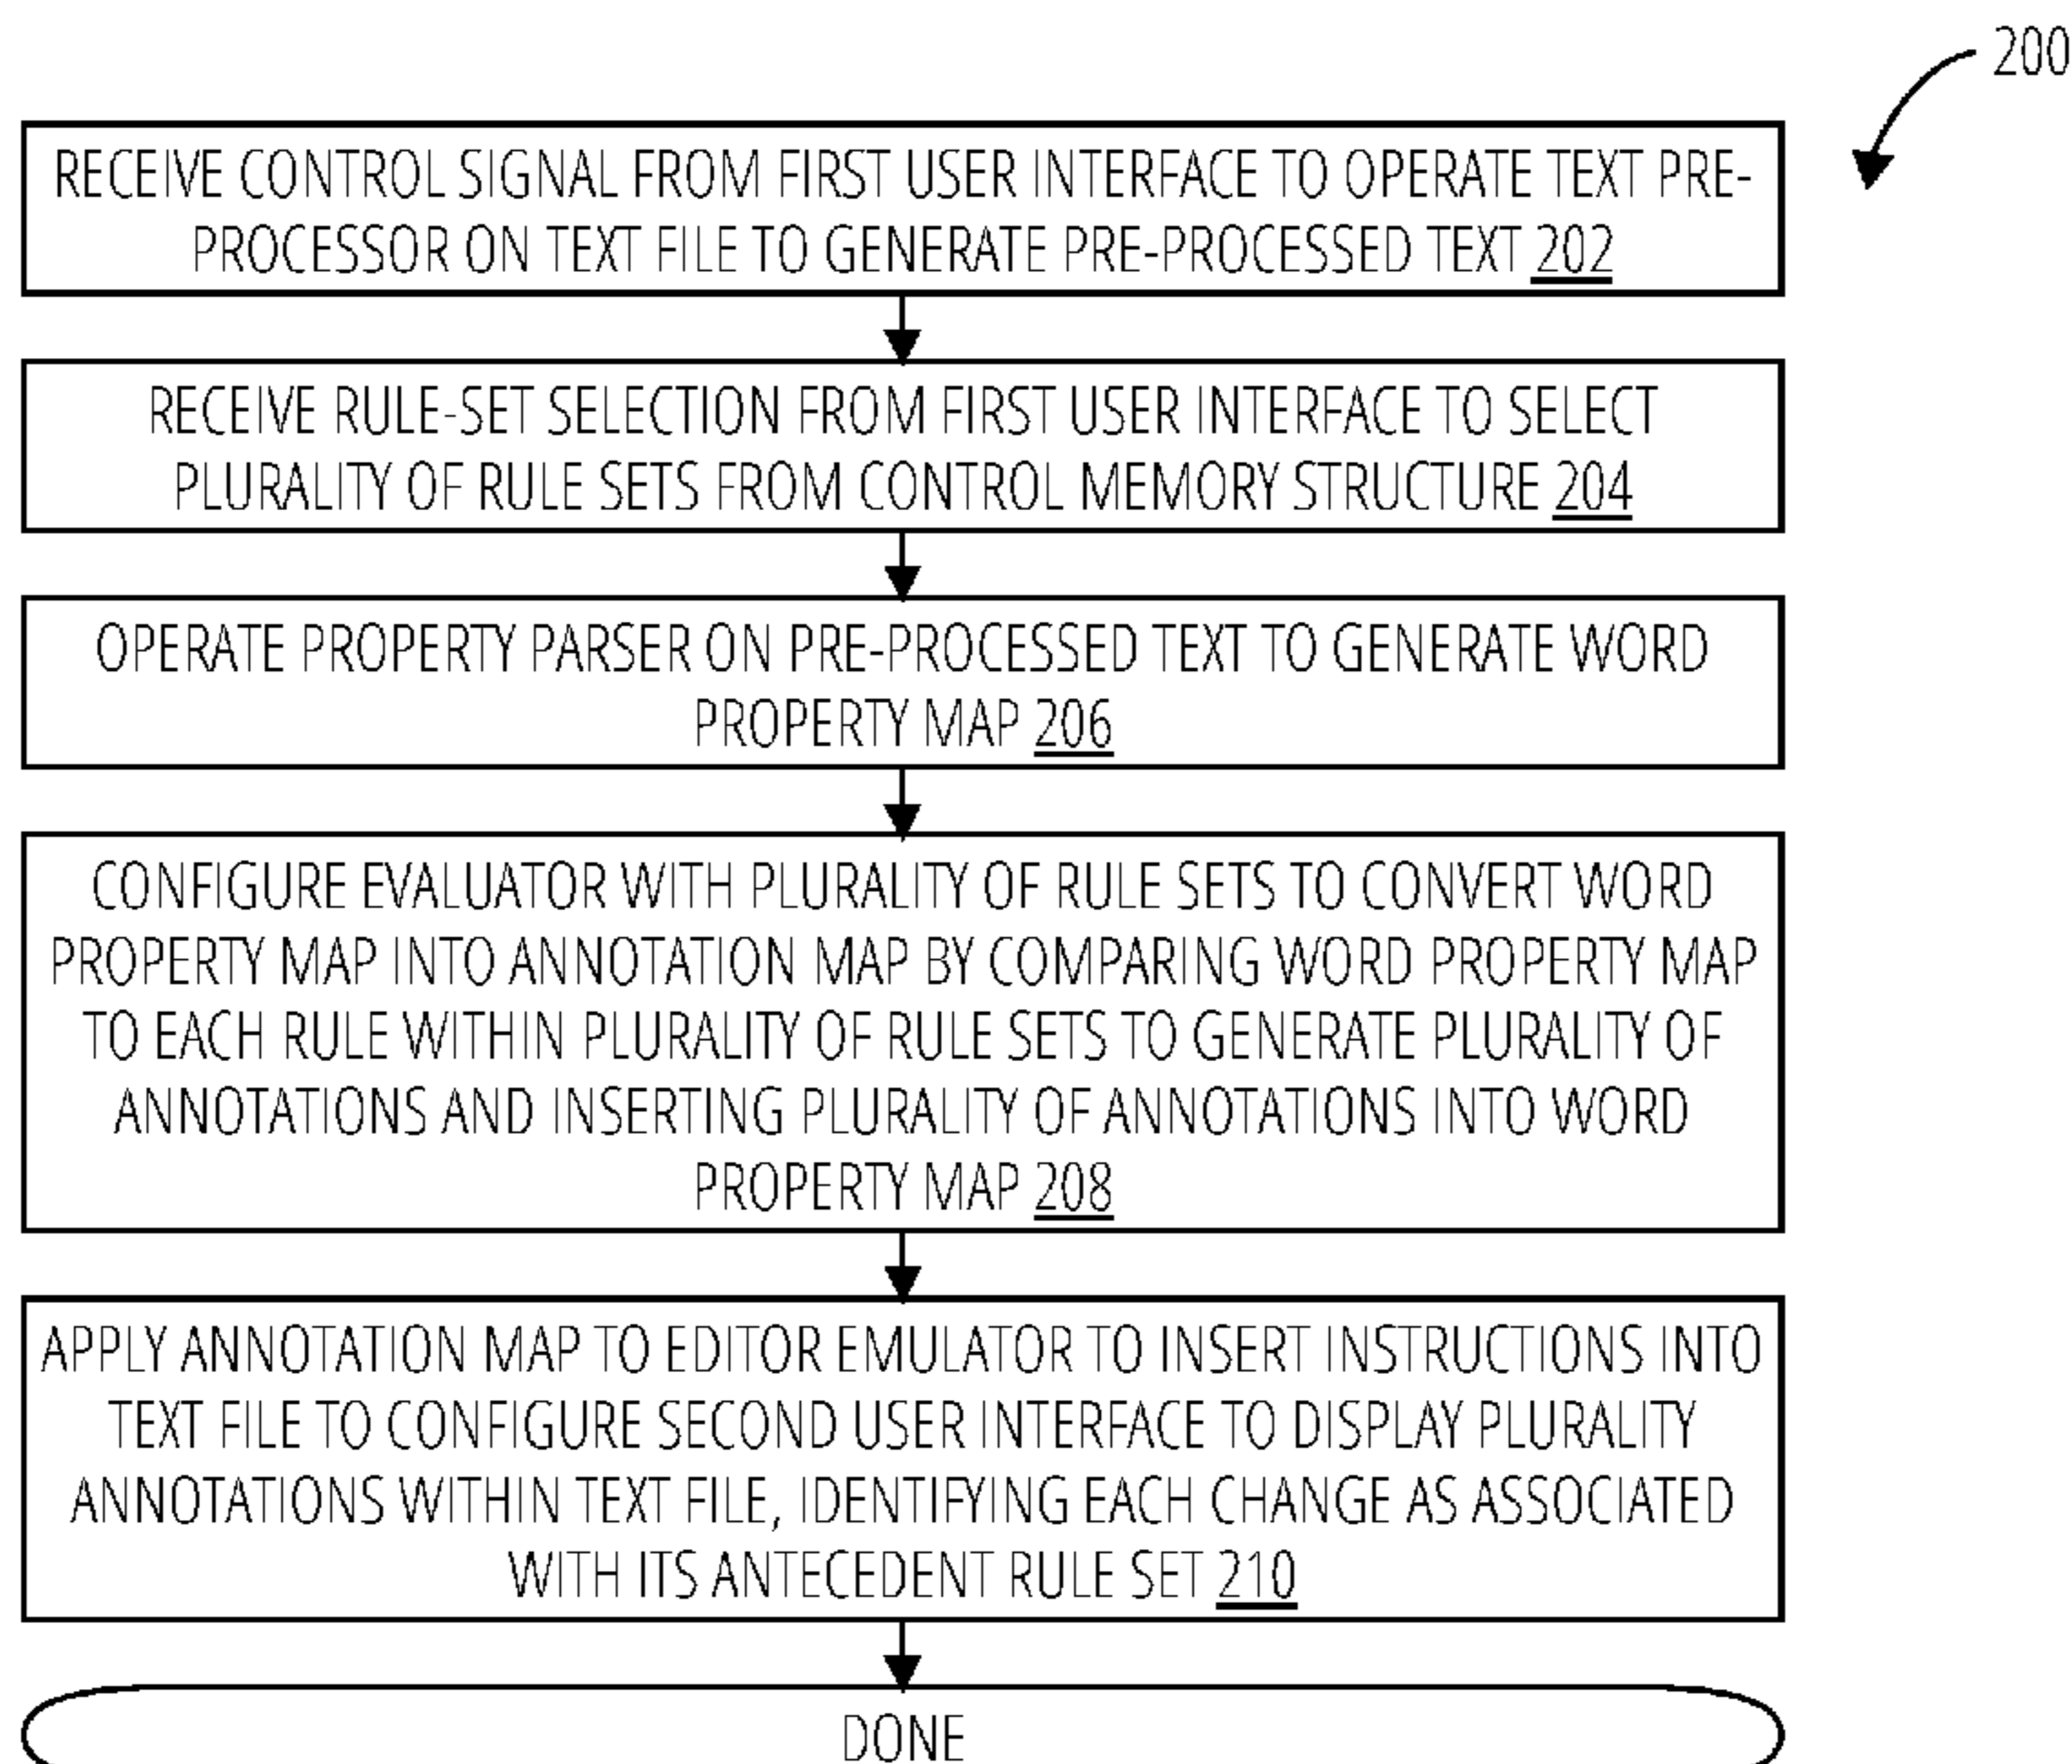 200
RECEIVE CONTROL SIGNAL FROM FIRST USER INTERFACE TO OPERATE TEXT PRE-
PROCESSOR ON TEXT FILE TO GENERATE PRE-PROCESSED TEXT 202
RECEIVE RULE-SET SELECTION FROM FIRST USER INTERFACE TO SELECT
PLURALITY OF RULE SETS FROM CONTROL MEMORY STRUCTURE 204
OPERATE PROPERTY PARSER ON PRE-PROCESSED TEXT TO GENERATE WORD
PROPERTY MAP 206
CONFIGURE EVALUATOR WITH PLURALITY OF RULE SETS TO CONVERT WORD
PROPERTY MAP INTO ANNOTATION MAP BY COMPARING WORD PROPERTY MAP
TO EACH RULE WITHIN PLURALITY OF RULE SETS TO GENERATE PLURALITY OF
ANNOTATIONS AND INSERTING PLURALITY OF ANNOTATIONS INTO WORD
PROPERTY MAP 208
APPLY ANNOTATION MAP TO EDITOR EMULATOR TO INSERT INSTRUCTIONS INTO
TEXT FILE TO CONFIGURE SECOND USER INTERFACE TO DISPLAY PLURALITY
ANNOTATIONS WITHIN TEXT FILE, IDENTIFYING EACH CHANGE AS ASSOCIATED
WITH ITS ANTECEDENT RULE SET 210
DONE